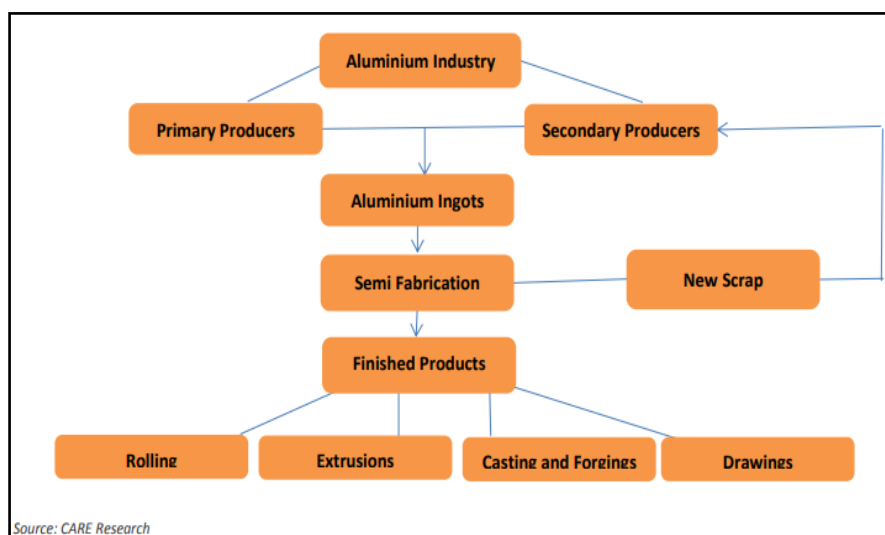 Aluminium Industry
Primary Producers
Secondary Producers
Aluminium Ingots
Semi Fabrication
New Scrap
Finished Products
Rolling
Extrusions
Casting and Forgings
Drawings
Source: CARE Research